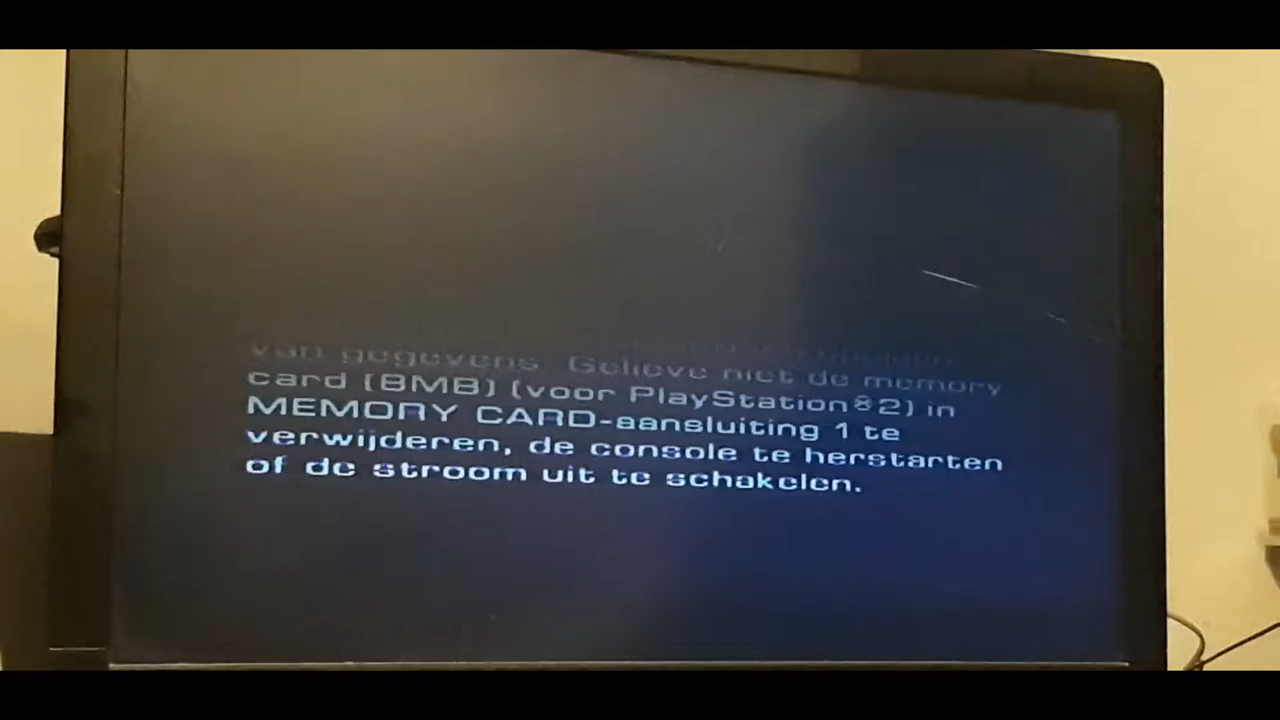 van gegevens. Gelieve niet de memory
card (8MB) (voor PlayStation®2) in
MEMORY CARD-aansluiting 1 te
verwijderen, de console te herstarten
of de stroom uit te schakelen.